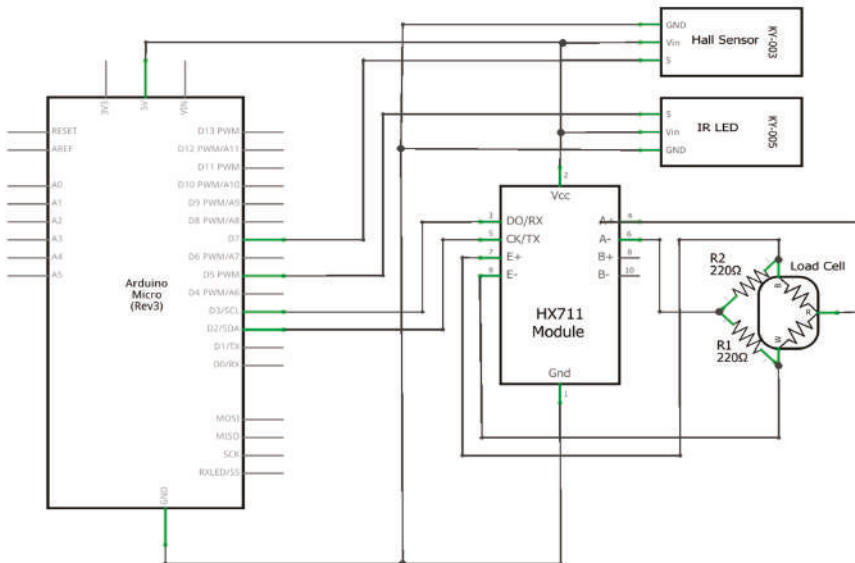 GND
Vin
S
Hall Sensor
KY-003
S
Vin
GND
IR LED
KY-005
3V3
5V
VIN
RESET
AREF
A0
A1
A2
A3
A4
A5
D13 PWM
D12 PWM/A11
D11 PWM
D10 PWM/A10
D9 PWM/A9
D8 PWM/A8
D7
D6 PWM/A7
D5 PWM
D4 PWM/A6
D3/SCL
D2/SDA
D1/TX
D0/RX
MOSI
MISO
SCK
RXLED/SS
GND
Arduino
Micro
(Rev3)
2
Vcc
3
DO/RX
5
CK/TX
7
E+
9
E-
A+
4
A-
6
B+
8
B-
10
HX711
Module
Gnd
1
R2
220Ω
R1
220Ω
Load Cell
B
R
W